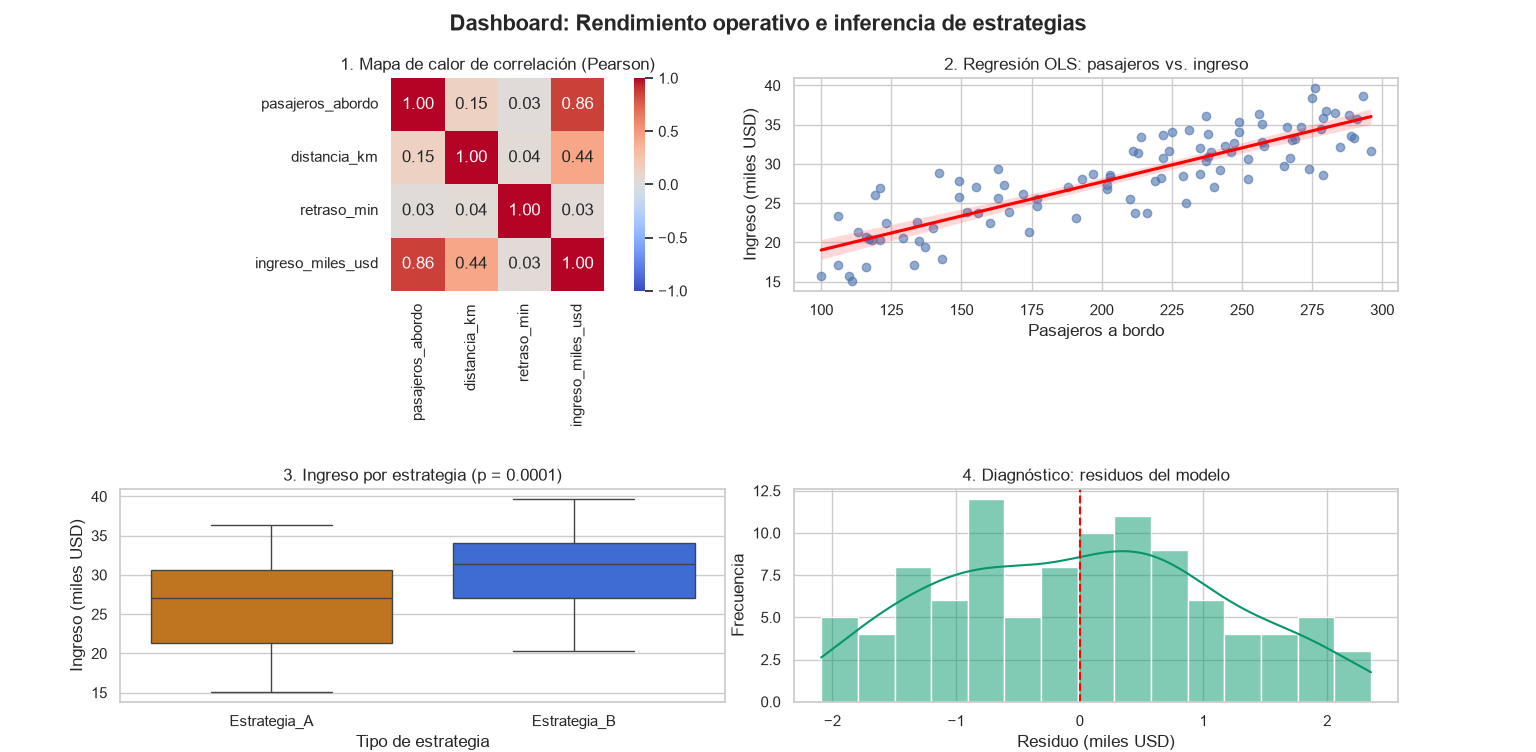 Dashboard: Rendimiento operativo e inferencia de estrategias
1. Mapa de calor de correlación (Pearson)
pasajeros_abordo 1.00 0.15 0.03 0.86
distancia_km 0.15 1.00 0.04 0.44
retraso_min 0.03 0.04 1.00 0.03
ingreso_miles_usd 0.86 0.44 0.03 1.00
pasajeros_abordo
distancia_km
retraso_min
ingreso_miles_usd
1.0
0.5
0.0
−0.5
−1.0
2. Regresión OLS: pasajeros vs. ingreso
Ingreso (miles USD)
40
35
30
25
20
15
100 125 150 175 200 225 250 275 300
Pasajeros a bordo
3. Ingreso por estrategia (p = 0.0001)
Ingreso (miles USD)
40
35
30
25
20
15
Estrategia_A Estrategia_B
Tipo de estrategia
4. Diagnóstico: residuos del modelo
Frecuencia
12.5
10.0
7.5
5.0
2.5
0.0
−2 −1 0 1 2
Residuo (miles USD)